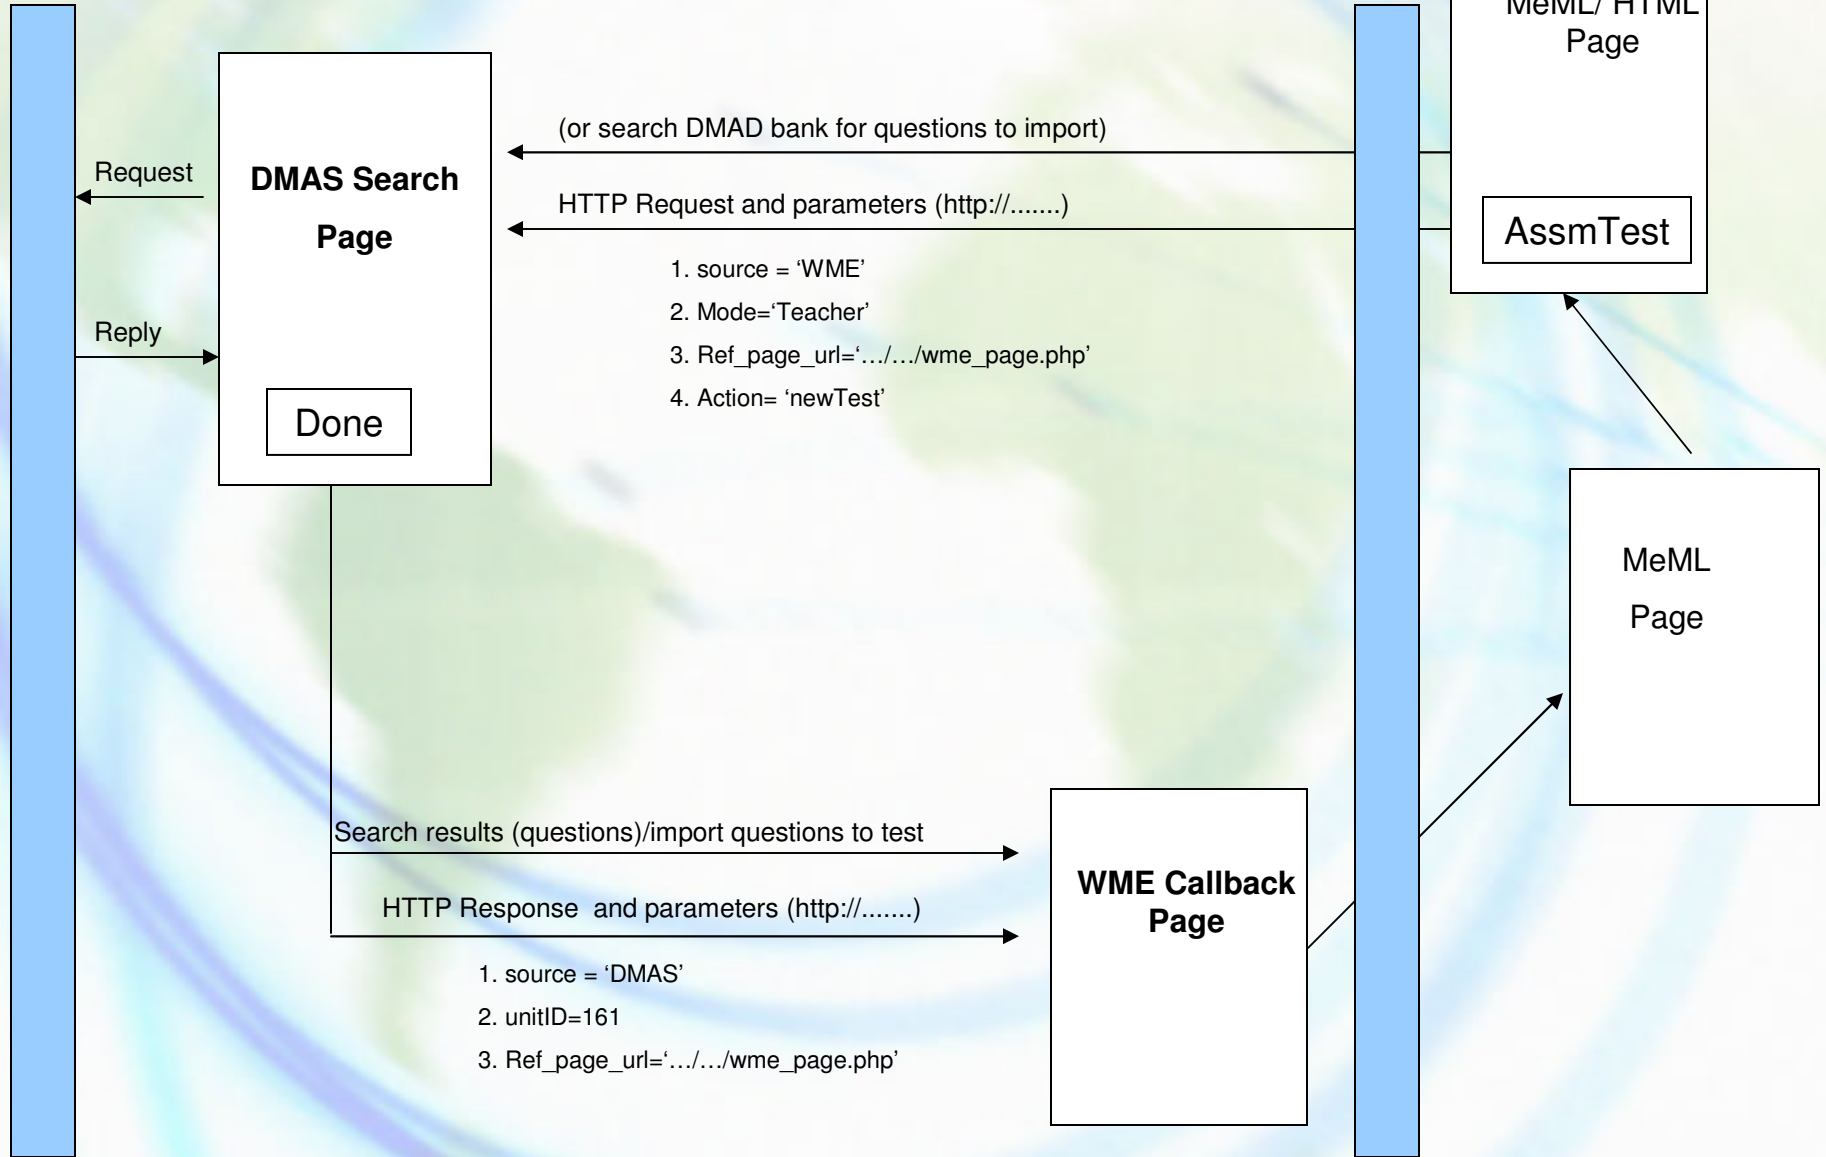 MeML/ HTML
Page
(or search DMAD bank for questions to import)
Request
DMAS Search
Page
HTTP Request and parameters (http://.......)
AssmTest
1. source = ‘WME’
2. Mode=‘Teacher’
3. Ref_page_url=‘…/…/wme_page.php’
4. Action= ‘newTest’
Reply
Done
MeML
Page
Search results (questions)/import questions to test
WME Callback
Page
HTTP Response  and parameters (http://.......)
1. source = ‘DMAS’
2. unitID=161
3. Ref_page_url=‘…/…/wme_page.php’